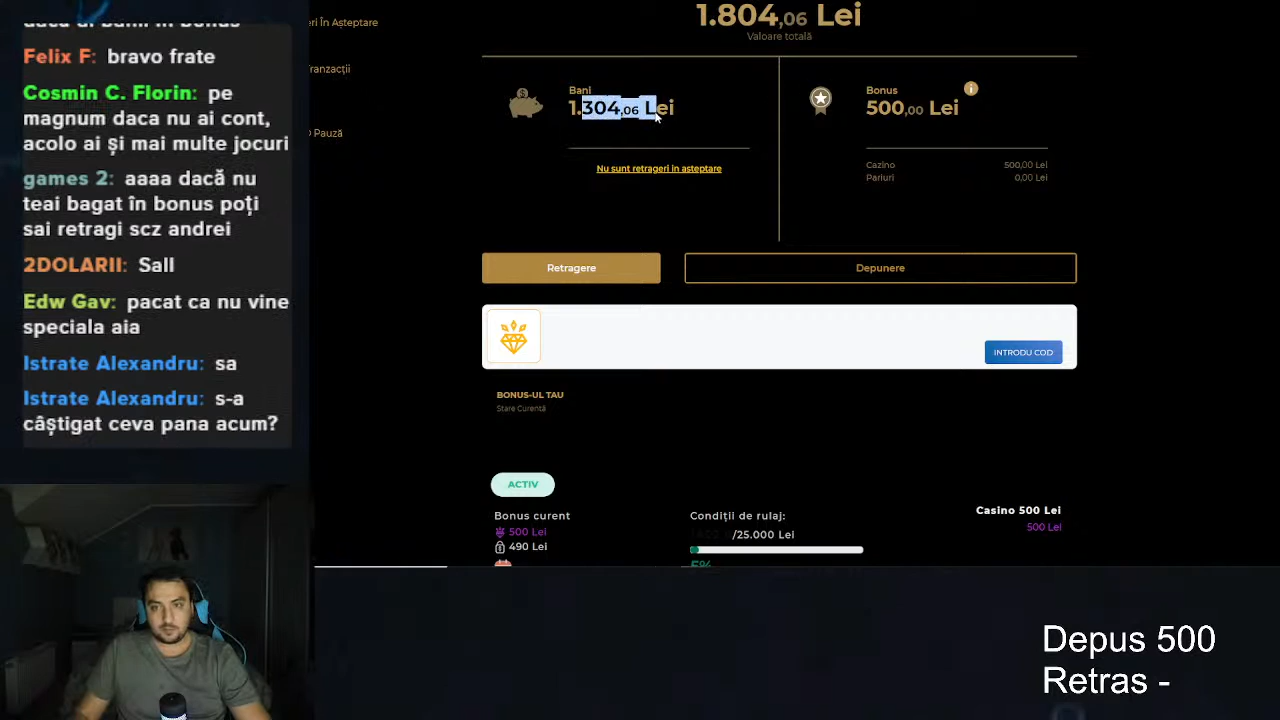 Felix F: bravo frate
Cosmin C. Florin: pe
magnum daca nu ai cont,
acolo ai și mai multe jocuri
games 2: aaaa dacă nu
teai bagat în bonus poți
sai retragi scz andrei
2DOLARII: Sall
Edw Gav: pacat ca nu vine
speciala aia
Istrate Alexandru: sa
Istrate Alexandru: s-a
câștigat ceva pana acum?
ri În Așteptare
Tranzacții
Pauză
1.804,06 Lei
Valoare totală
Bani
1.304,06 Lei
Nu sunt retrageri in asteptare
Bonus
500,00 Lei
Cazino 500,00 Lei
Pariuri 0,00 Lei
Retragere
Depunere
INTRODU COD
BONUS-UL TAU
Stare Curentă
ACTIV
Bonus curent
500 Lei
490 Lei
Condiții de rulaj:
/25.000 Lei
5%
Casino 500 Lei
500 Lei
Depus 500
Retras -